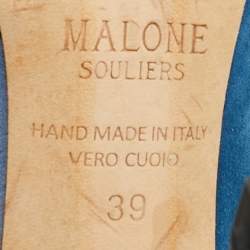 MALONE
SOULIERS
HAND MADE IN ITALY
VERO CUOIO
39